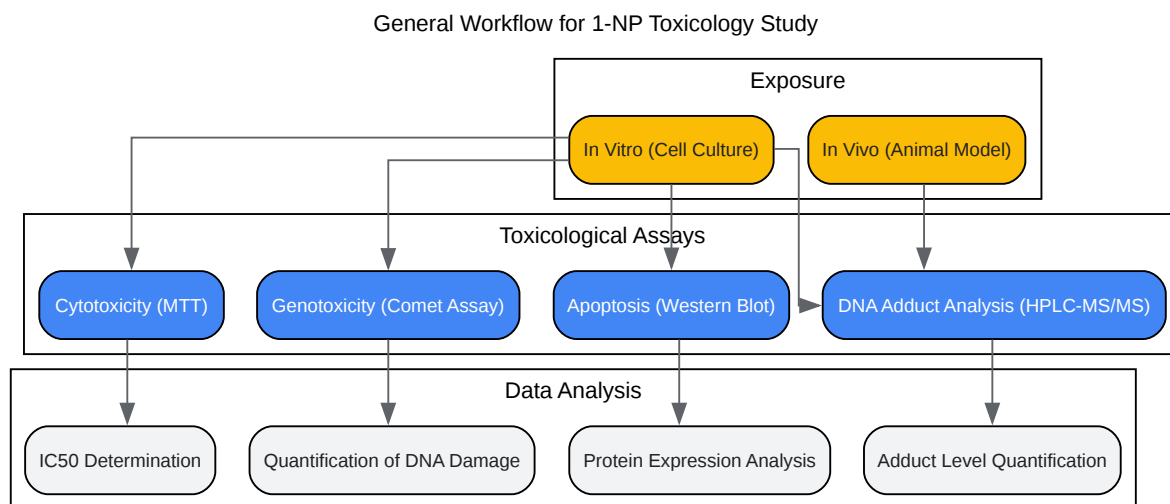 General Workflow for 1-NP Toxicology Study
Exposure
In Vitro (Cell Culture)
In Vivo (Animal Model)
Toxicological Assays
Cytotoxicity (MTT)
Genotoxicity (Comet Assay)
Apoptosis (Western Blot)
DNA Adduct Analysis (HPLC-MS/MS)
Data Analysis
IC50 Determination
Quantification of DNA Damage
Protein Expression Analysis
Adduct Level Quantification